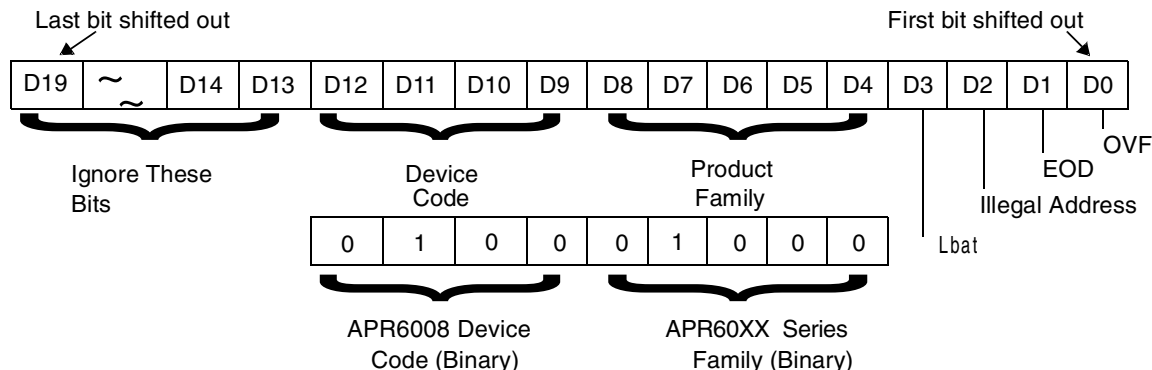 Last bit shifted out First bit shifted out
D19 ~ ~ D14 D13 D12 D11 D10 D9 D8 D7 D6 D5 D4 D3 D2 D1 D0
OVF
Ignore These Device Product EOD
Bits Code Family Illegal Address
0 1 0 0 0 1 0 0 0 Lbat
APR6008 Device APR60XX Series
Code (Binary) Family (Binary)